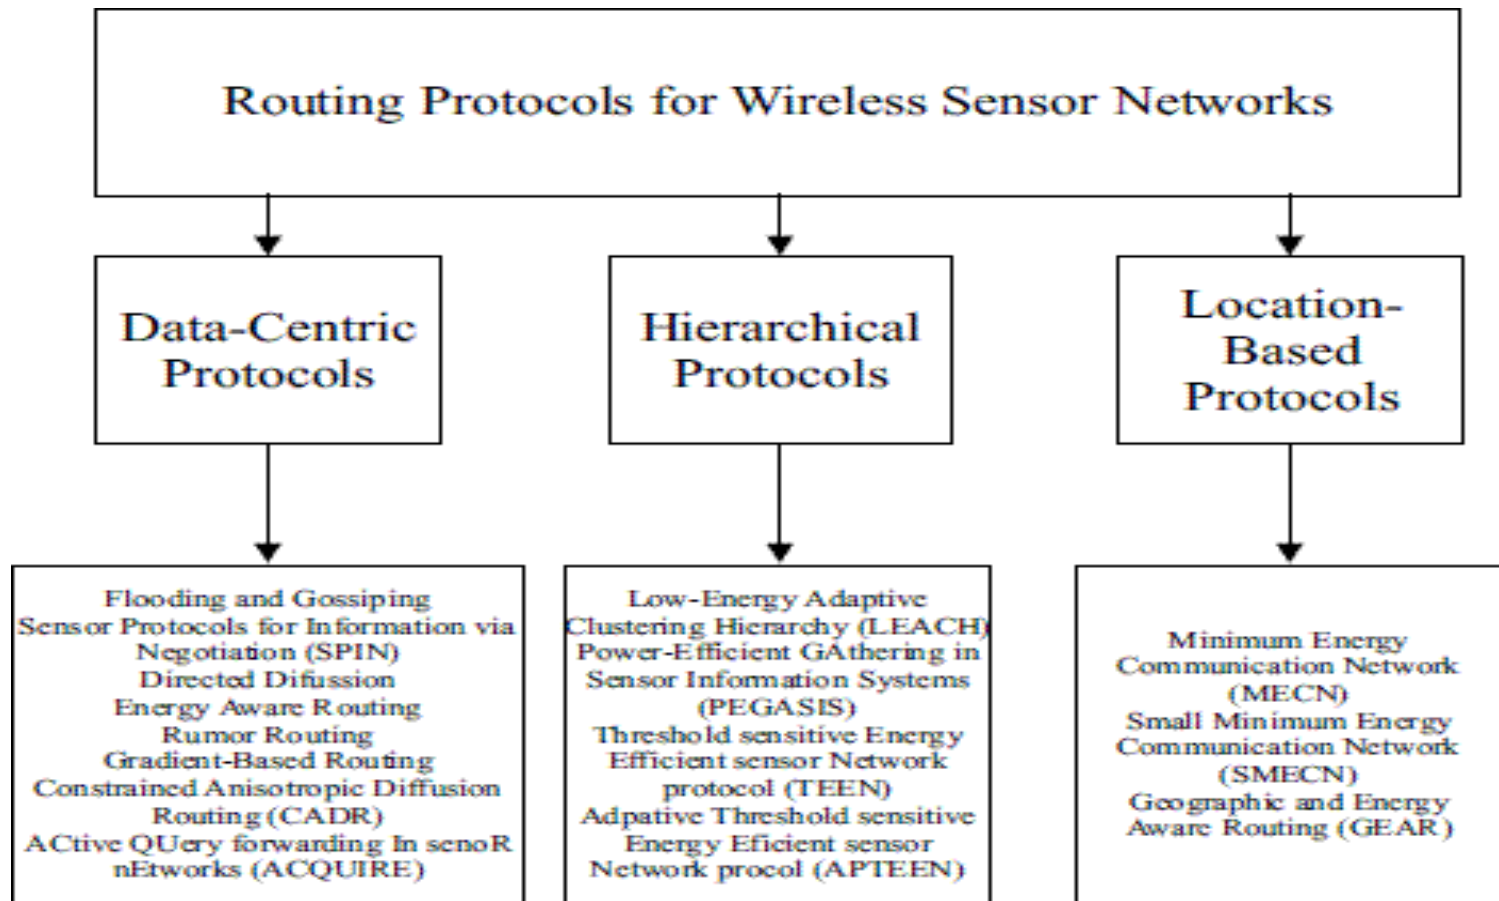 Routing Protocols for Wireless Sensor Networks
Data-Centric
Protocols
Hierarchical
Protocols
Location-
Based
Protocols
Flooding and Gossiping
Sensor Protocols for Information via
Negotiation (SPIN)
Directed Difussion
Energy Aware Routing
Rumor Routing
Gradient-Based Routing
Constrained Anisotropic Diffusion
Routing (CADR)
ACtive QUery forwarding In senoR
nEtworks (ACQUIRE)
Low-Energy Adaptive
Clustering Hierarchy (LEACH)
Power-Efficient GAthering in
Sensor Information Systems
(PEGASIS)
Threshold sensitive Energy
Efficient sensor Network
protocol (TEEN)
Adpative Threshold sensitive
Energy Eficient sensor
Network procol (APTEEN)
Minimum Energy
Communication Network
(MECN)
Small Minimum Energy
Communication Network
(SMECN)
Geographic and Energy
Aware Routing (GEAR)